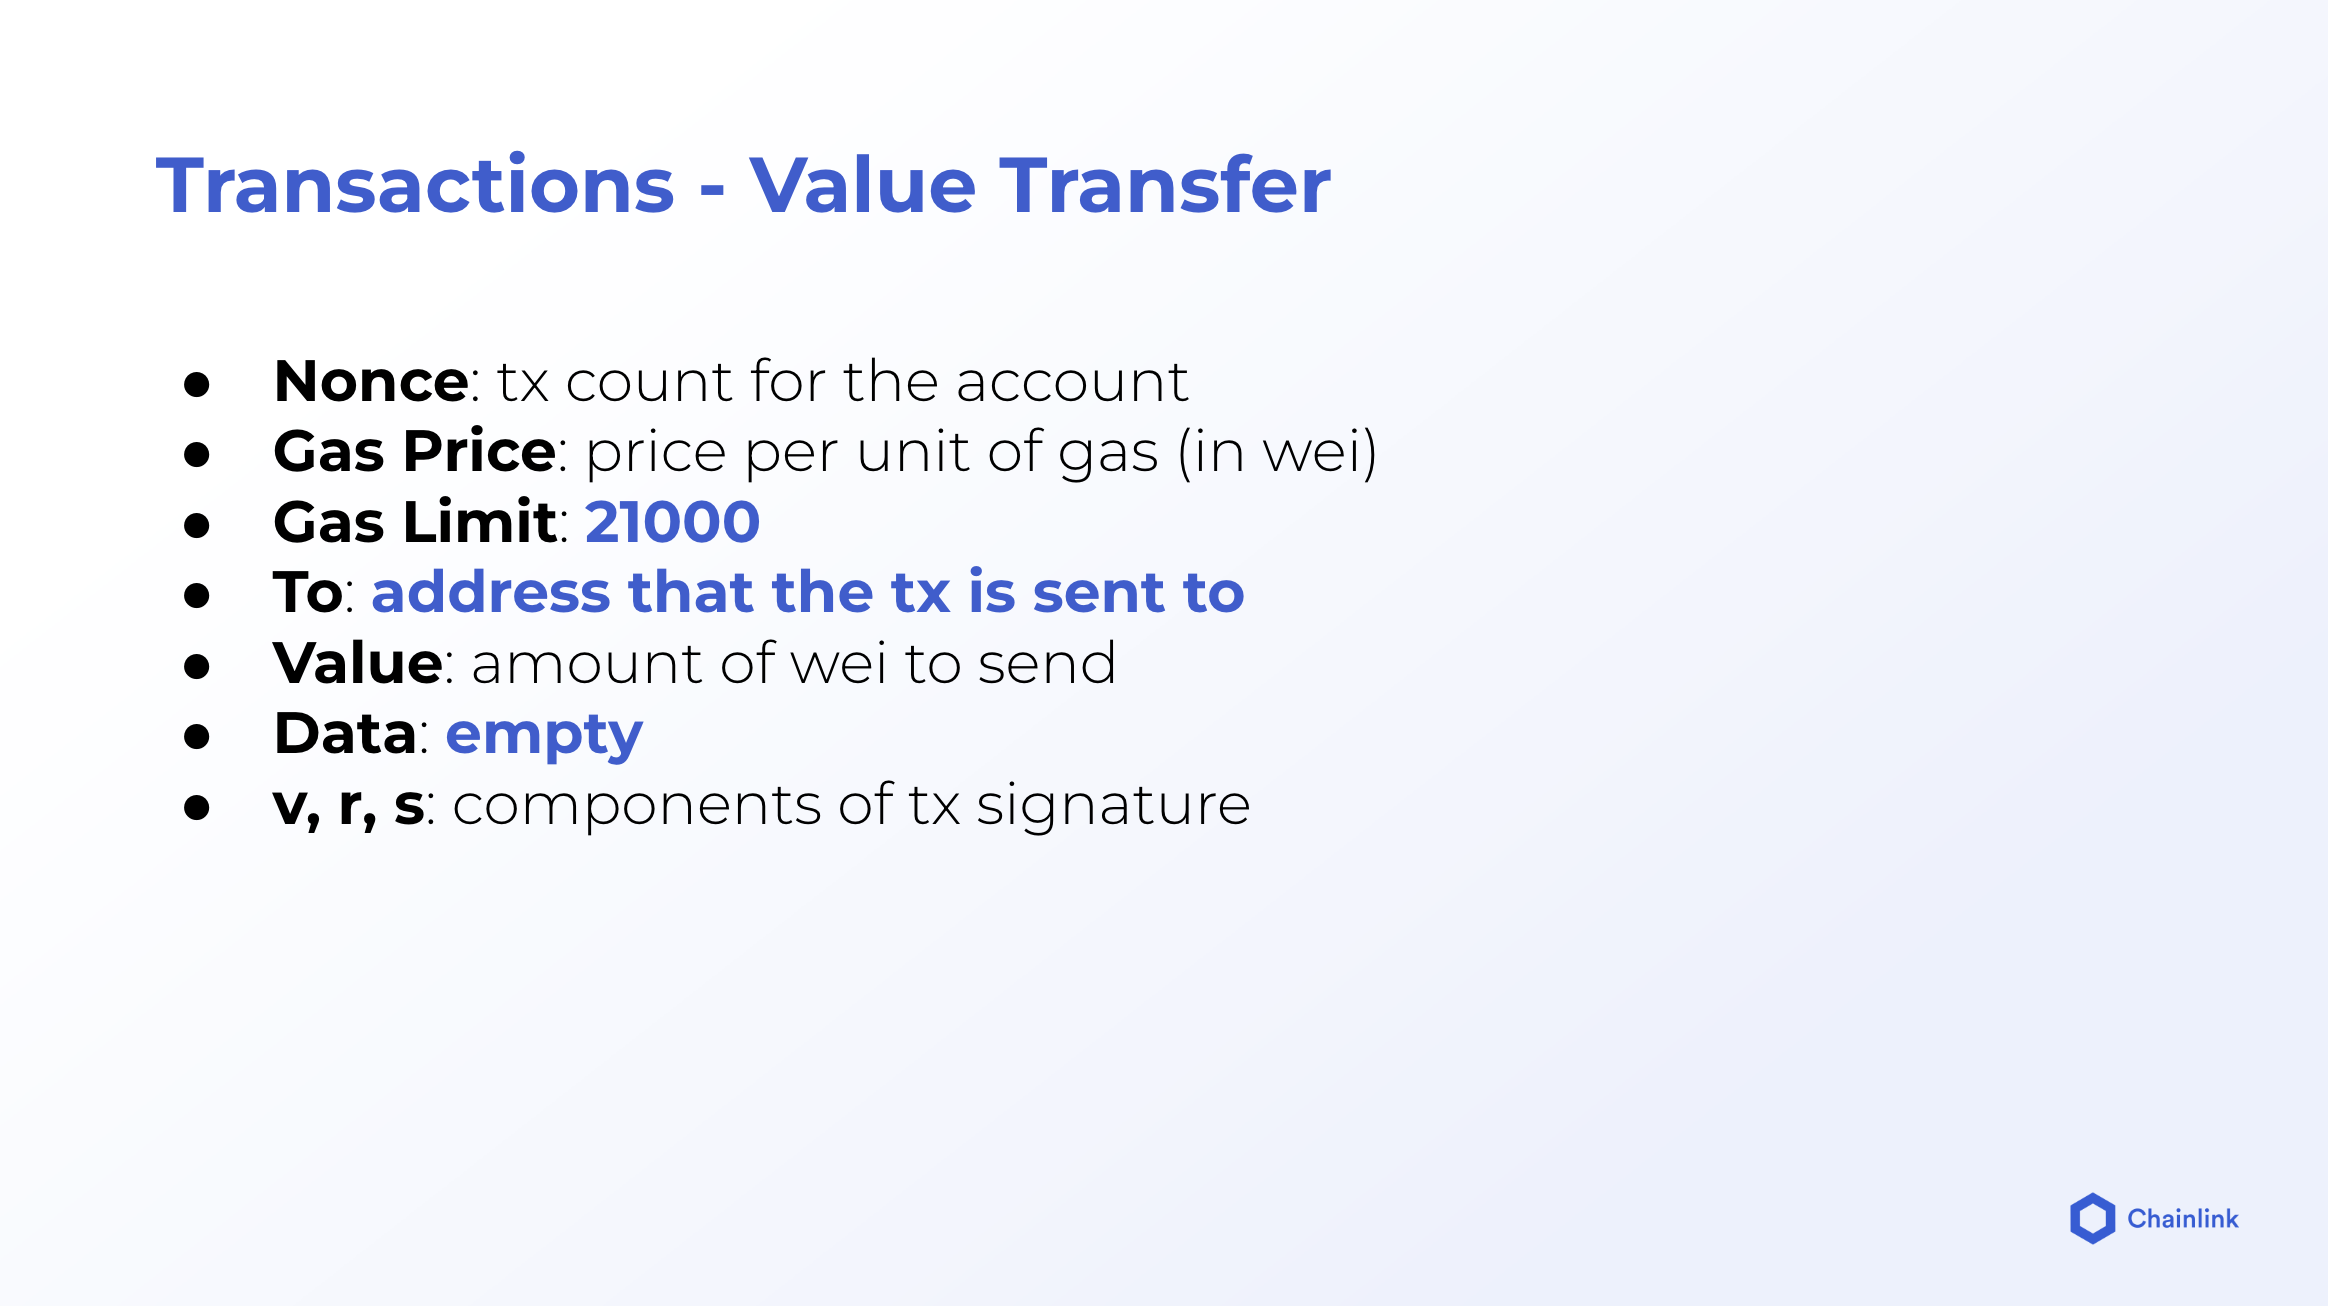 Transactions - Value Transfer
● Nonce: tx count for the account
● Gas Price: price per unit of gas (in wei)
● Gas Limit: 21000
● To: address that the tx is sent to
● Value: amount of wei to send
● Data: empty
● v, r, s: components of tx signature
Chainlink